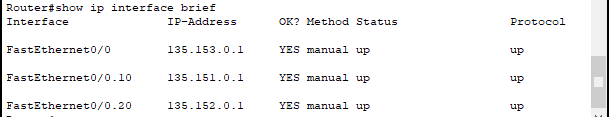 Router#show ip interface brief
Interface IP-Address OK? Method Status Protocol
FastEthernet0/0 135.153.0.1 YES manual up up
FastEthernet0/0.10 135.151.0.1 YES manual up up
FastEthernet0/0.20 135.152.0.1 YES manual up up